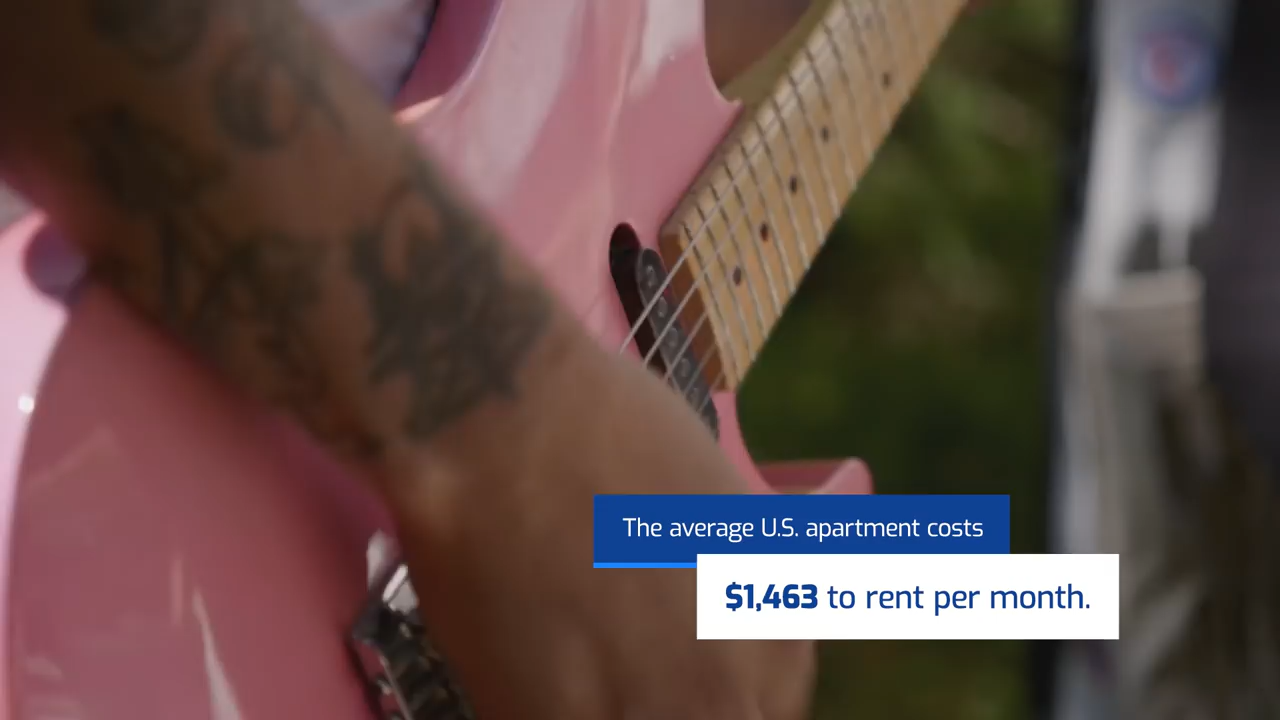 The average U.S. apartment costs
$1,463 to rent per month.